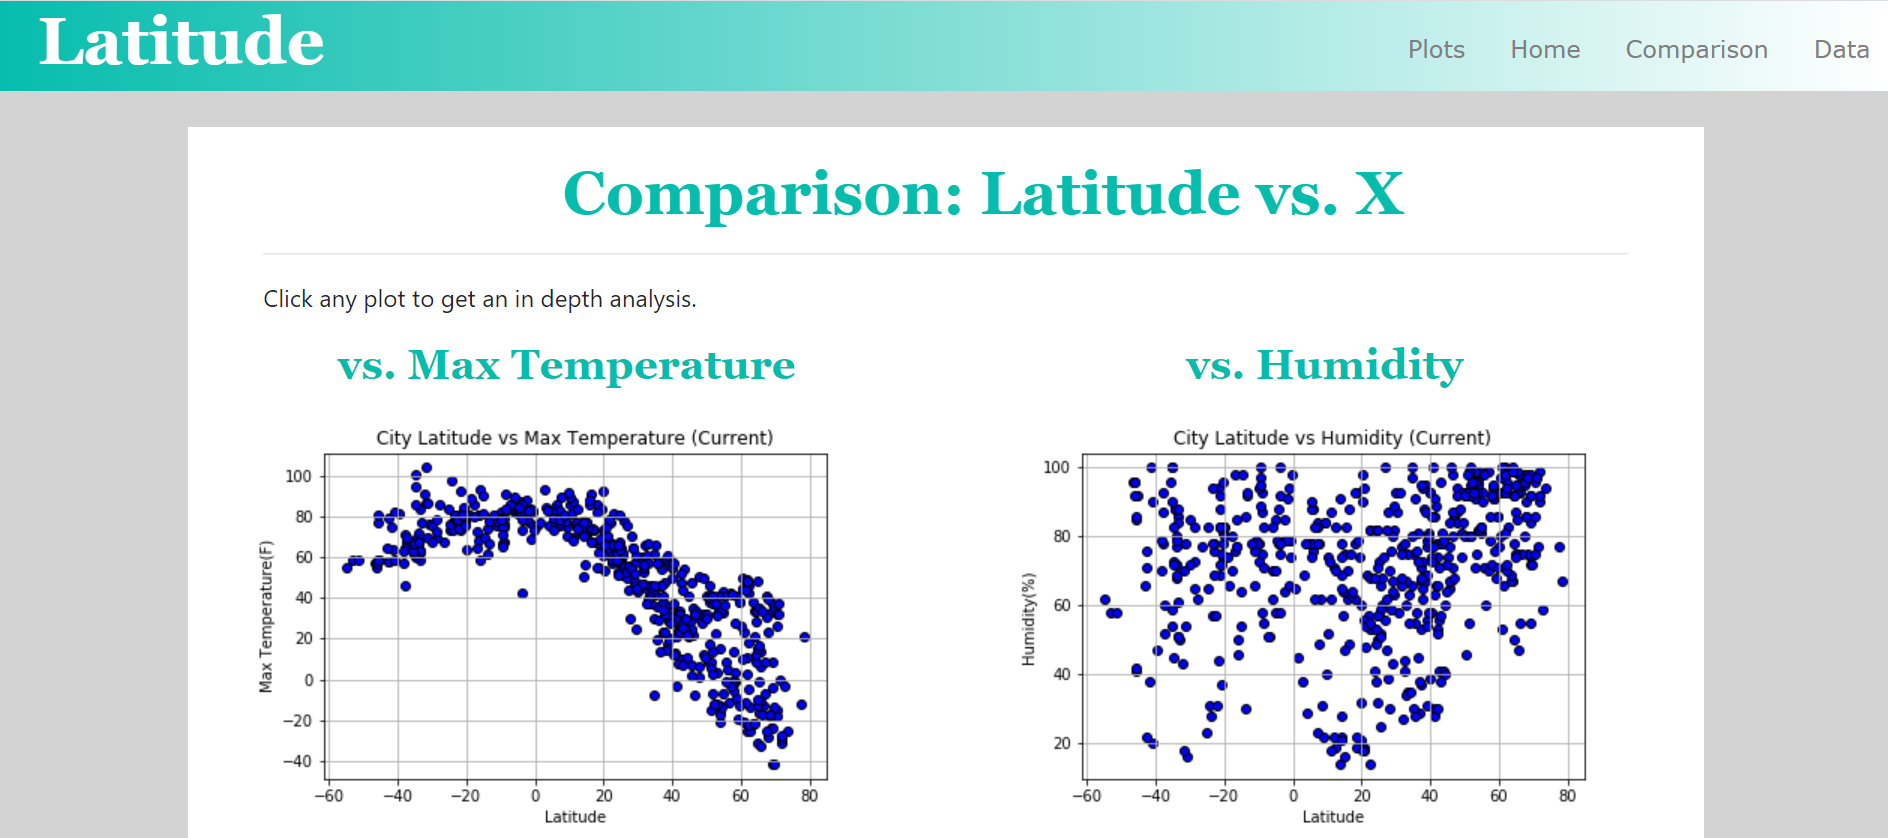 Latitude
Plots Home Comparison Data
Comparison: Latitude vs. X
Click any plot to get an in depth analysis.
vs. Max Temperature
City Latitude vs Max Temperature (Current)
Max Temperature(F)
100
80
60
40
20
0
−20
−40
−60 −40 −20 0 20 40 60 80
Latitude
vs. Humidity
City Latitude vs Humidity (Current)
Humidity(%)
100
80
60
40
20
−60 −40 −20 0 20 40 60 80
Latitude